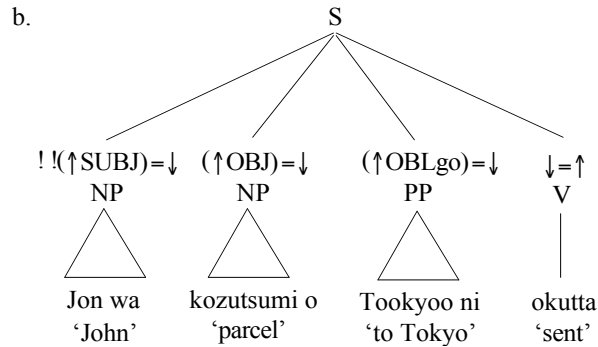 b.
S
! !(↑SUBJ)=↓ (↑OBJ)=↓ (↑OBLgo)=↓ ↓=↑
NP NP PP V
Jon wa kozutsumi o Tookyoo ni okutta
‘John’ ‘parcel’ ‘to Tokyo’ ‘sent’